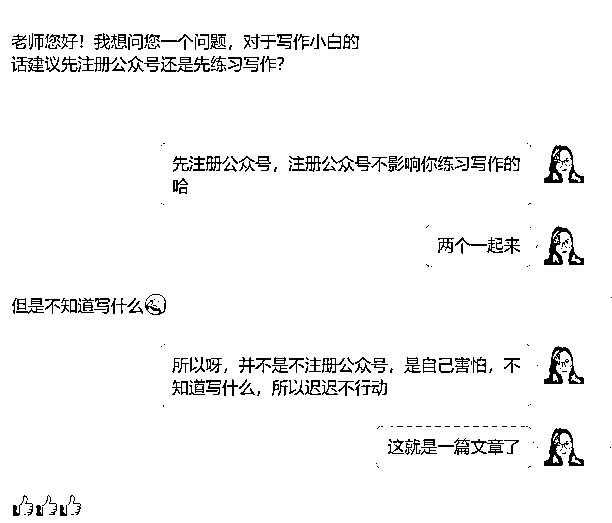 老师您好！我想问您一个问题，对于写作小白的
话建议先注册公众号还是先练习写作？
先注册公众号，注册公众号不影响你练习写作的
哈
两个一起来
但是不知道写什么
所以呀，并不是不注册公众号，是自己害怕，不
知道写什么，所以迟迟不行动
这就是一篇文章了